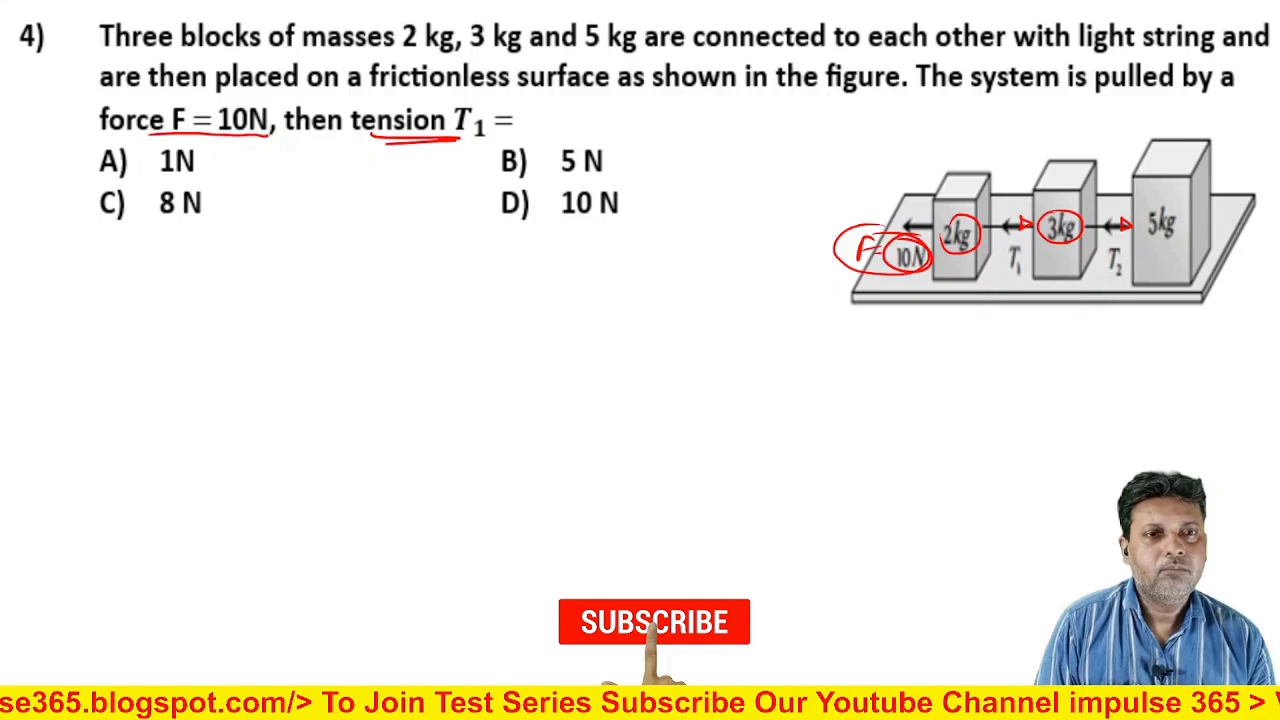 4) Three blocks of masses 2 kg, 3 kg and 5 kg are connected to each other with light string and
are then placed on a frictionless surface as shown in the figure. The system is pulled by a
force F = 10N, then tension T₁ =
A) 1N B) 5 N
C) 8 N D) 10 N
2kg 3kg 5kg
F= 10N T₁ T₂
SUBSCRIBE
se365.blogspot.com/> To Join Test Series Subscribe Our Youtube Channel impulse 365 >